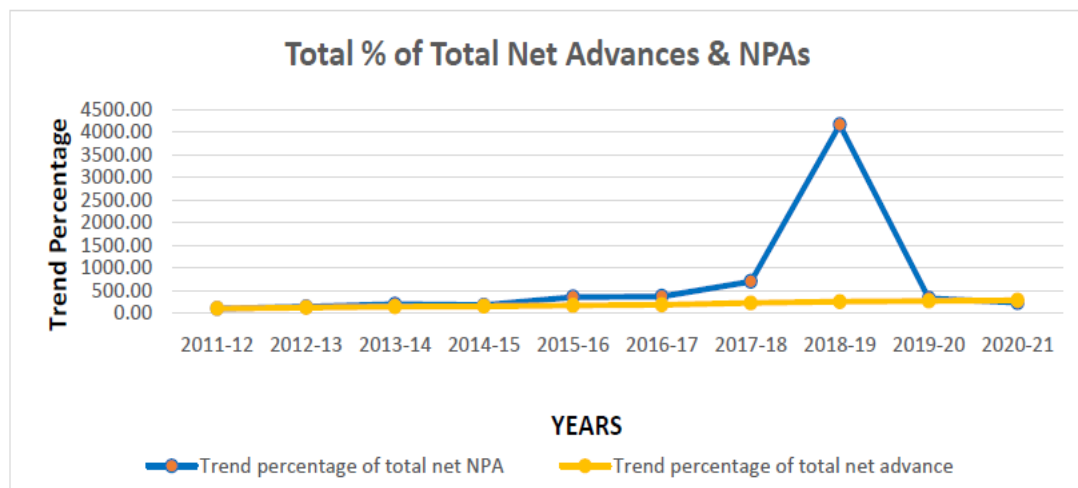 Total % of Total Net Advances & NPAs
Trend Percentage
4500.00
4000.00
3500.00
3000.00
2500.00
2000.00
1500.00
1000.00
500.00
0.00
2011-12 2012-13 2013-14 2014-15 2015-16 2016-17 2017-18 2018-19 2019-20 2020-21
YEARS
Trend percentage of total net NPA Trend percentage of total net advance